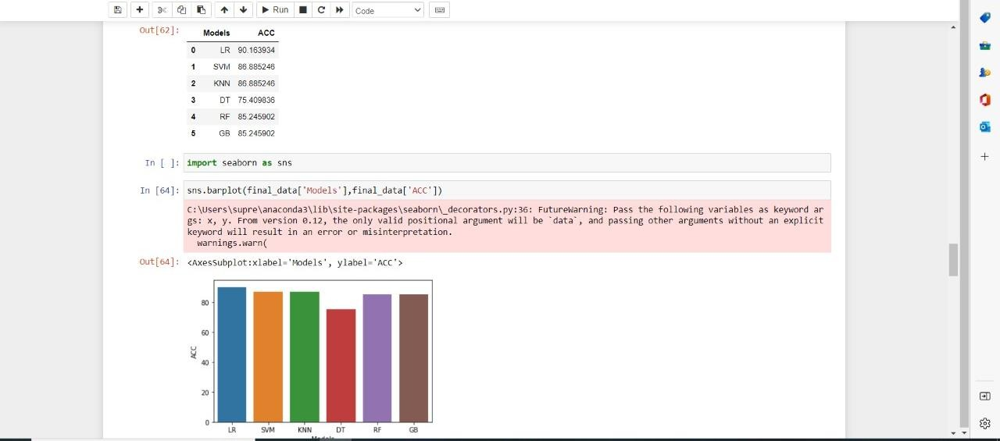 Run
Code
Out[62]:
Models ACC
0 LR 90.163934
1 SVM 86.885246
2 KNN 86.885246
3 DT 75.409836
4 RF 85.245902
5 GB 85.245902
In [ ]: import seaborn as sns
In [64]: sns.barplot(final_data['Models'],final_data['ACC'])
C:\Users\supre\anaconda3\lib\site-packages\seaborn\_decorators.py:36: FutureWarning: Pass the following variables as keyword ar
gs: x, y. From version 0.12, the only valid positional argument will be `data`, and passing other arguments without an explicit
keyword will result in an error or misinterpretation.
warnings.warn(
Out[64]: <AxesSubplot:xlabel='Models', ylabel='ACC'>
80
60
ACC
40
20
0
LR SVM KNN DT RF GB
Models